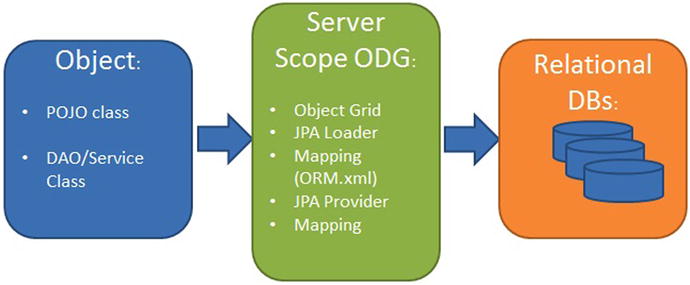 Object:
• POJO class
• DAO/Service
Class
Server
Scope ODG:
• Object Grid
• JPA Loader
• Mapping
(ORM.xml)
• JPA Provider
• Mapping
Relational
DBs: